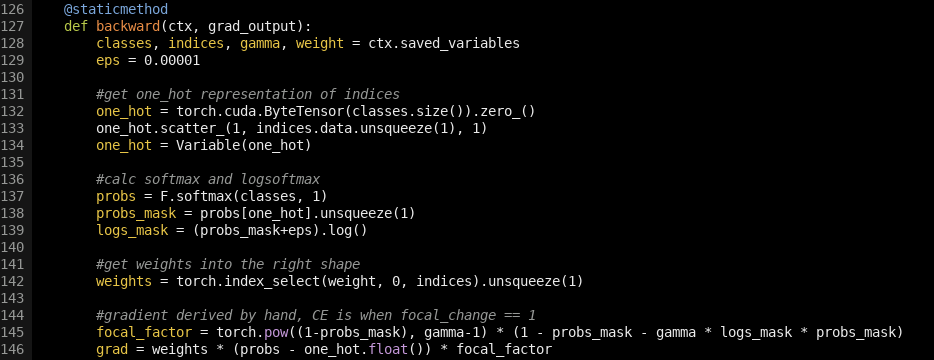 126     @staticmethod
127     def backward(ctx, grad_output):
128         classes, indices, gamma, weight = ctx.saved_variables
129         eps = 0.00001
130
131         #get one_hot representation of indices
132         one_hot = torch.cuda.ByteTensor(classes.size()).zero_()
133         one_hot.scatter_(1, indices.data.unsqueeze(1), 1)
134         one_hot = Variable(one_hot)
135
136         #calc softmax and logsoftmax
137         probs = F.softmax(classes, 1)
138         probs_mask = probs[one_hot].unsqueeze(1)
139         logs_mask = (probs_mask+eps).log()
140
141         #get weights into the right shape
142         weights = torch.index_select(weight, 0, indices).unsqueeze(1)
143
144         #gradient derived by hand, CE is when focal_change == 1
145         focal_factor = torch.pow((1-probs_mask), gamma-1) * (1 - probs_mask - gamma * logs_mask * probs_mask)
146         grad = weights * (probs - one_hot.float()) * focal_factor